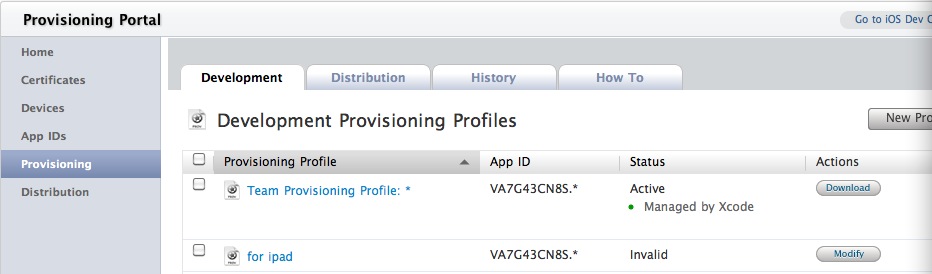 Provisioning Portal
Go to iOS Dev C
Home
Certificates
Devices
App IDs
Provisioning
Distribution
Development Distribution History How To
Development Provisioning Profiles
New Pro
Provisioning Profile App ID Status Actions
Team Provisioning Profile: * VA7G43CN8S.* Active Download
Managed by Xcode
for ipad VA7G43CN8S.* Invalid Modify